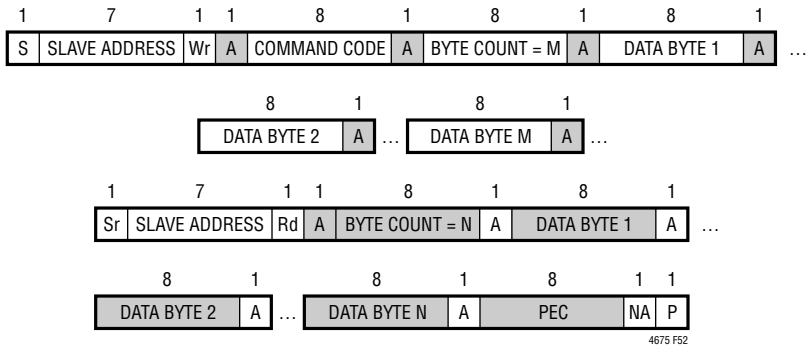 1 7 1 1 8 1 8 1 8 1
S SLAVE ADDRESS Wr A COMMAND CODE A BYTE COUNT = M A DATA BYTE 1 A …
8 1 8 1
DATA BYTE 2 A … DATA BYTE M A …
1 7 1 1 8 1 8 1
Sr SLAVE ADDRESS Rd A BYTE COUNT = N A DATA BYTE 1 A …
8 1 8 1 8 1 1
DATA BYTE 2 A … DATA BYTE N A PEC NA P
4675 F52